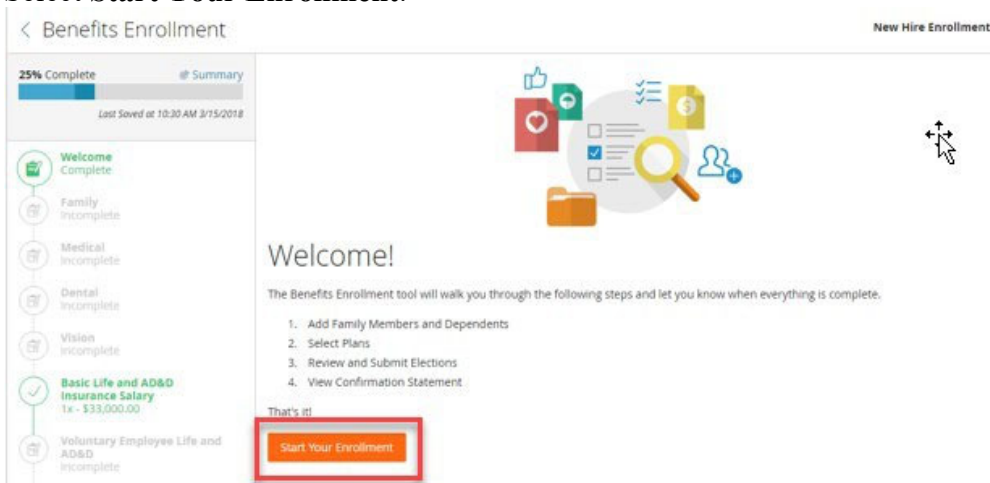 Select Start Your Enrollment.
< Benefits Enrollment
New Hire Enrollment
25% Complete
Summary
Last Saved at 10:30 AM 3/15/2018
Welcome
Complete
Family
Incomplete
Medical
Incomplete
Dental
Incomplete
Vision
Incomplete
Basic Life and AD&D
Insurance Salary
1x - $33,000.00
Voluntary Employee Life and
AD&D
Incomplete
Welcome!
The Benefits Enrollment tool will walk you through the following steps and let you know when everything is complete.
1. Add Family Members and Dependents
2. Select Plans
3. Review and Submit Elections
4. View Confirmation Statement
That's it!
Start Your Enrollment